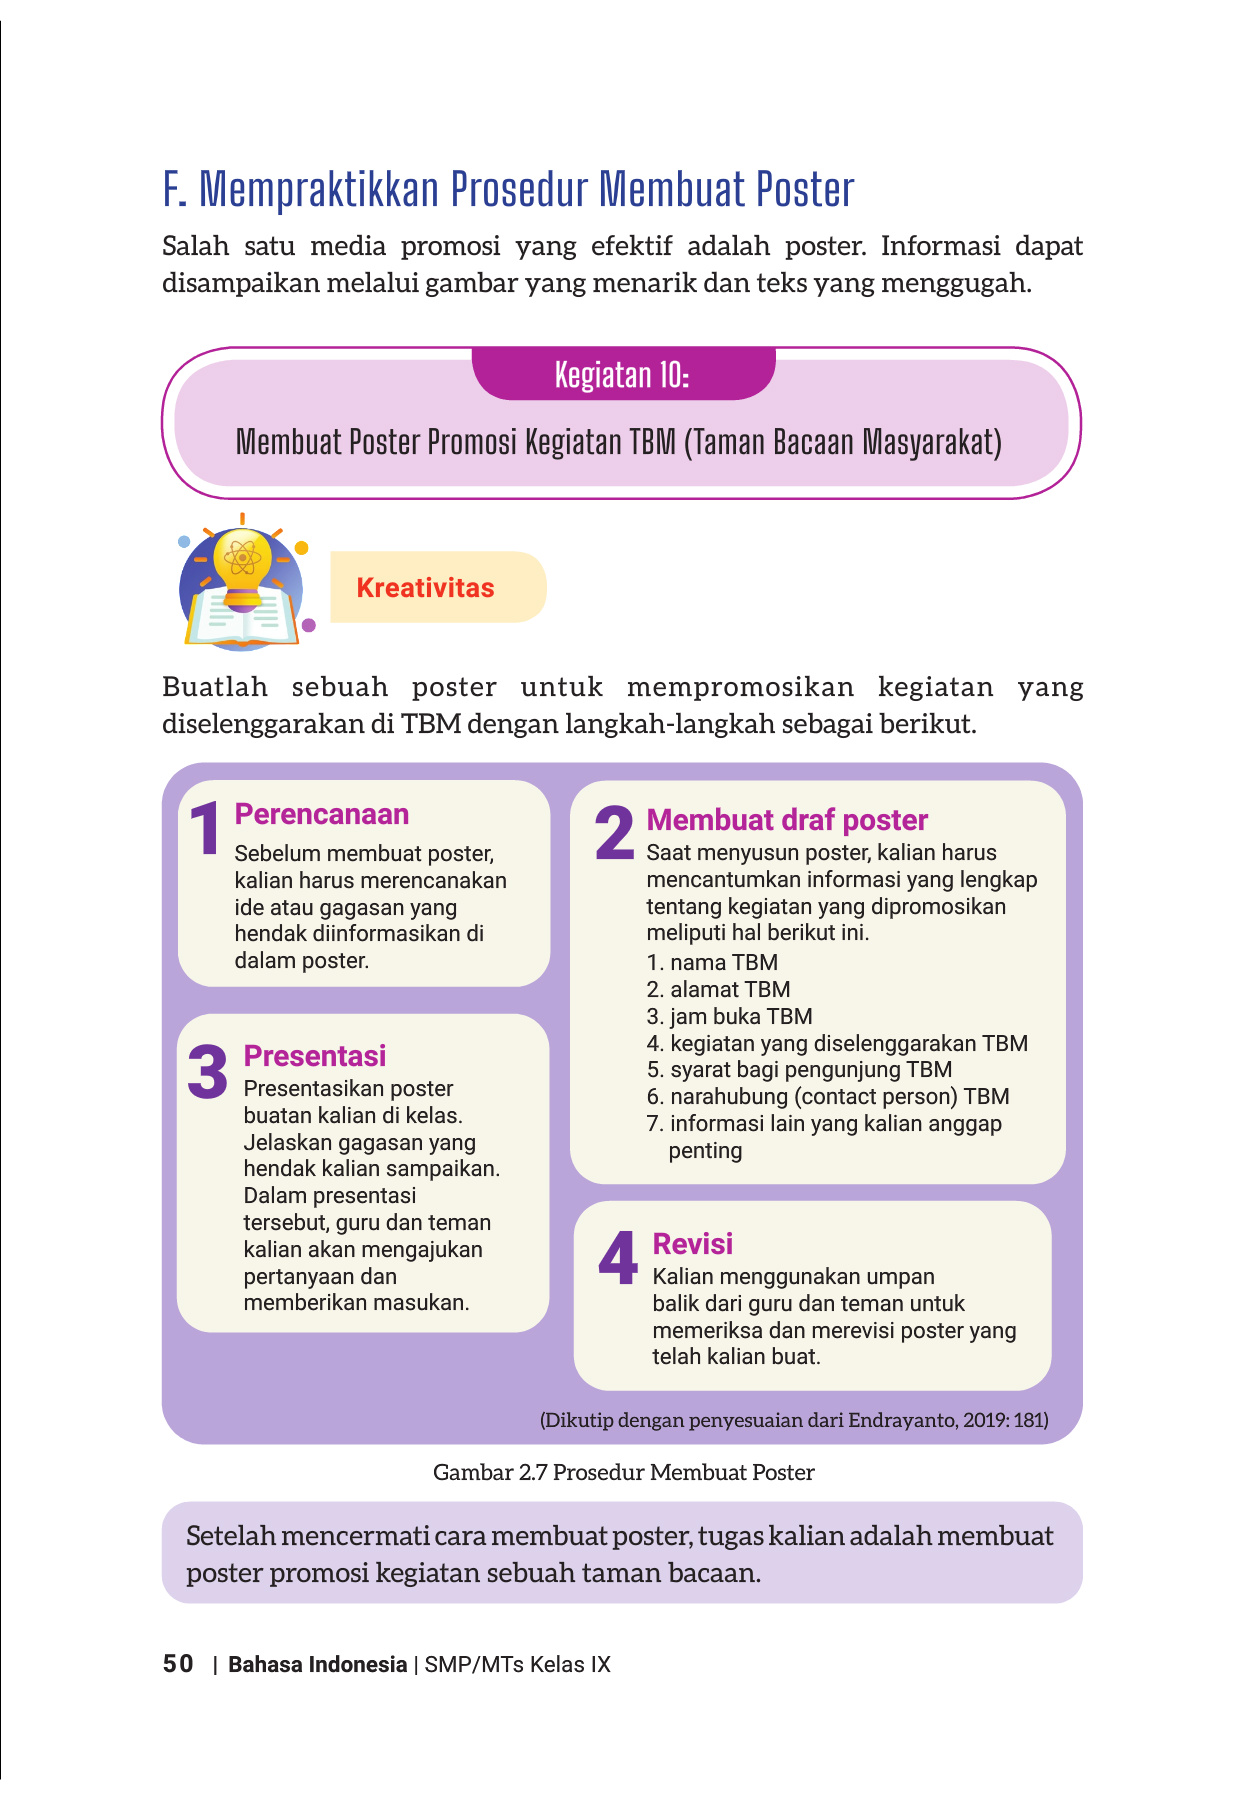 F. Mempraktikkan Prosedur Membuat Poster
Salah satu media promosi yang efektif adalah poster. Informasi dapat
disampaikan melalui gambar yang menarik dan teks yang menggugah.
Kegiatan 10:
Membuat Poster Promosi Kegiatan TBM (Taman Bacaan Masyarakat)
Kreativitas
Buatlah sebuah poster untuk mempromosikan kegiatan yang
diselenggarakan di TBM dengan langkah-langkah sebagai berikut.
1 Perencanaan
Sebelum membuat poster,
kalian harus merencanakan
ide atau gagasan yang
hendak diinformasikan di
dalam poster.
2 Membuat draf poster
Saat menyusun poster, kalian harus
mencantumkan informasi yang lengkap
tentang kegiatan yang dipromosikan
meliputi hal berikut ini.
1. nama TBM
2. alamat TBM
3. jam buka TBM
4. kegiatan yang diselenggarakan TBM
5. syarat bagi pengunjung TBM
6. narahubung (contact person) TBM
7. informasi lain yang kalian anggap
penting
3 Presentasi
Presentasikan poster
buatan kalian di kelas.
Jelaskan gagasan yang
hendak kalian sampaikan.
Dalam presentasi
tersebut, guru dan teman
kalian akan mengajukan
pertanyaan dan
memberikan masukan.
4 Revisi
Kalian menggunakan umpan
balik dari guru dan teman untuk
memeriksa dan merevisi poster yang
telah kalian buat.
(Dikutip dengan penyesuaian dari Endrayanto, 2019: 181)
Gambar 2.7 Prosedur Membuat Poster
Setelah mencermati cara membuat poster, tugas kalian adalah membuat
poster promosi kegiatan sebuah taman bacaan.
50 | Bahasa Indonesia | SMP/MTs Kelas IX